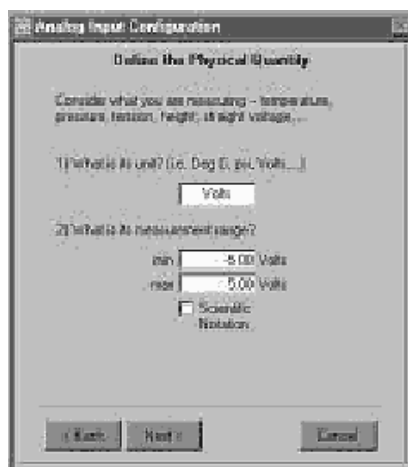 Analog Input Configuration
Define the Physical Quantity
Consider what you are measuring - temperature,
pressure, tension, height, straight voltage,...
1) What is its unit? (i.e. Deg C, psi, Volts,...)
Volts
2) What is its measurement range?
min -5.00 Volts
max 5.00 Volts
Scientific
Notation
< Back Next > Cancel